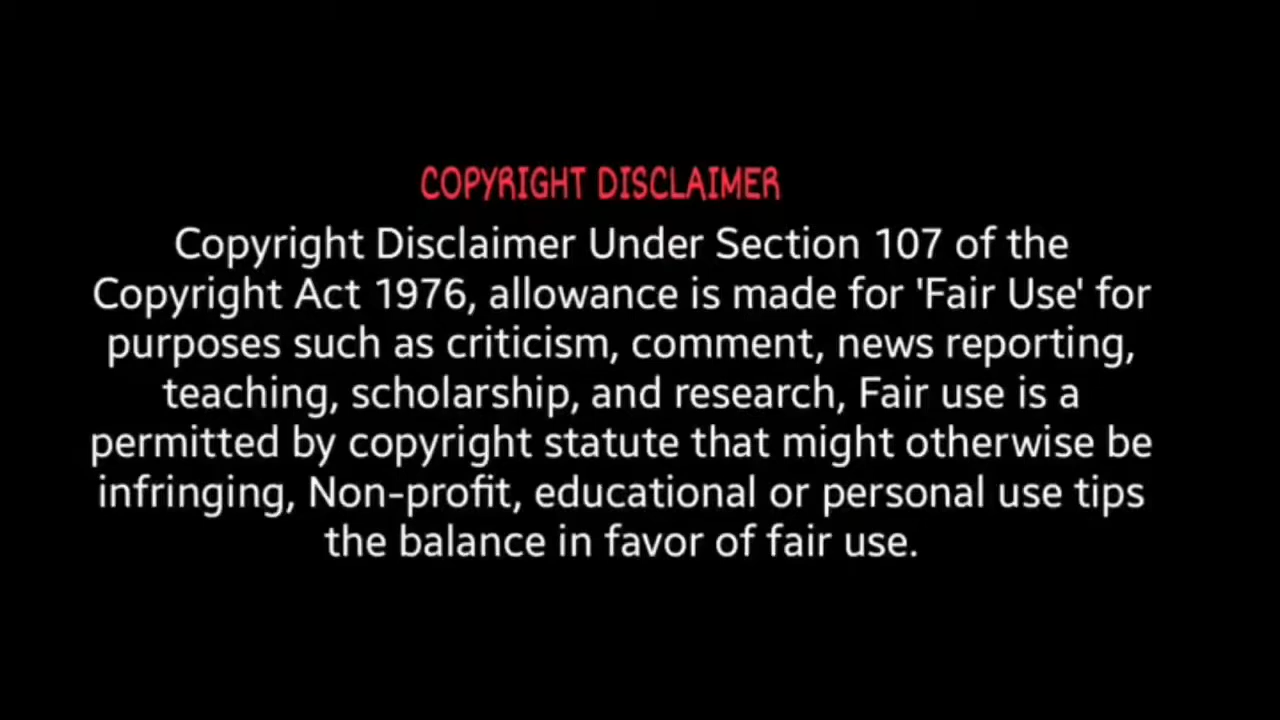 COPYRIGHT DISCLAIMER
Copyright Disclaimer Under Section 107 of the
Copyright Act 1976, allowance is made for 'Fair Use' for
purposes such as criticism, comment, news reporting,
teaching, scholarship, and research, Fair use is a
permitted by copyright statute that might otherwise be
infringing, Non-profit, educational or personal use tips
the balance in favor of fair use.